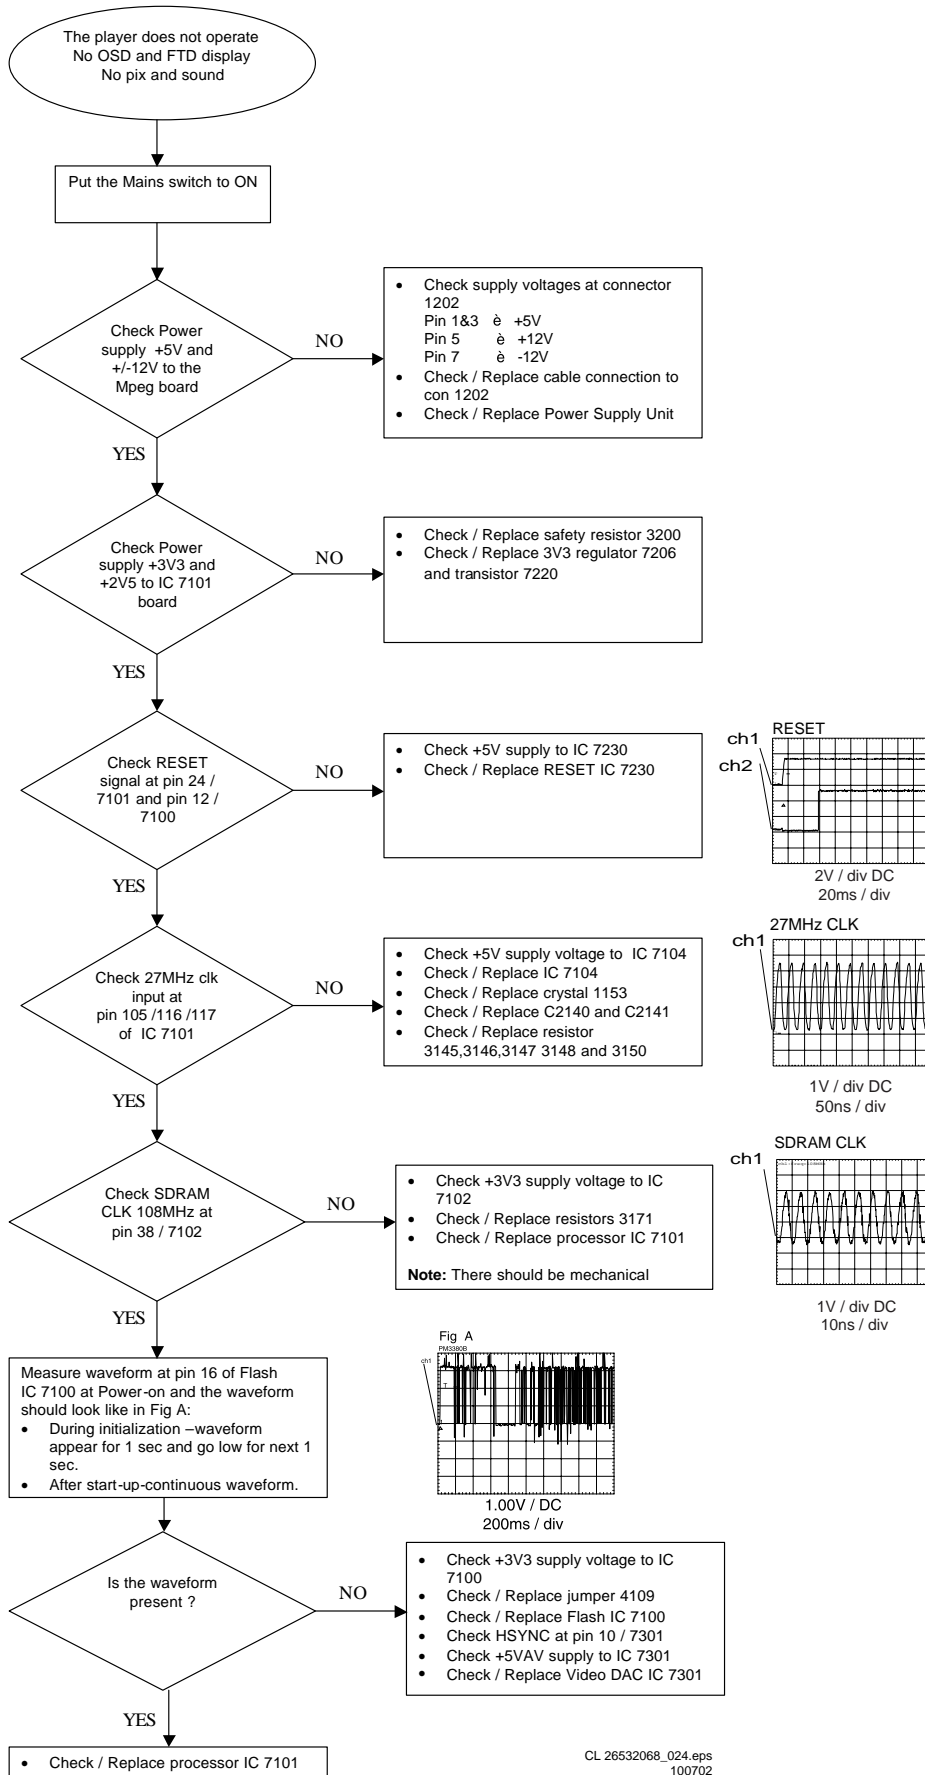 The player does not operate
No OSD and FTD display
No pix and sound
Put the Mains switch to ON
Check Power
supply +5V and
+/-12V to the
Mpeg board
NO
• Check supply voltages at connector
1202
Pin 1&3 è +5V
Pin 5 è +12V
Pin 7 è -12V
• Check / Replace cable connection to
con 1202
• Check / Replace Power Supply Unit
YES
Check Power
supply +3V3 and
+2V5 to IC 7101
board
NO
• Check / Replace safety resistor 3200
• Check / Replace 3V3 regulator 7206
and transistor 7220
YES
Check RESET
signal at pin 24 /
7101 and pin 12 /
7100
NO
• Check +5V supply to IC 7230
• Check / Replace RESET IC 7230
RESET
ch1
ch2
2V / div DC
20ms / div
YES
Check 27MHz clk
input at
pin 105 /116 /117
of IC 7101
NO
• Check +5V supply voltage to IC 7104
• Check / Replace IC 7104
• Check / Replace crystal 1153
• Check / Replace C2140 and C2141
• Check / Replace resistor
3145,3146,3147 3148 and 3150
27MHz CLK
ch1
1V / div DC
50ns / div
YES
Check SDRAM
CLK 108MHz at
pin 38 / 7102
NO
• Check +3V3 supply voltage to IC
7102
• Check / Replace resistors 3171
• Check / Replace processor IC 7101
Note: There should be mechanical
SDRAM CLK
ch1
1V / div DC
10ns / div
YES
Measure waveform at pin 16 of Flash
IC 7100 at Power-on and the waveform
should look like in Fig A:
• During initialization –waveform
appear for 1 sec and go low for next 1
sec.
• After start-up-continuous waveform.
Fig A
PM3380B
ch1
1.00V / DC
200ms / div
Is the waveform
present ?
NO
• Check +3V3 supply voltage to IC
7100
• Check / Replace jumper 4109
• Check / Replace Flash IC 7100
• Check HSYNC at pin 10 / 7301
• Check +5VAV supply to IC 7301
• Check / Replace Video DAC IC 7301
YES
• Check / Replace processor IC 7101
CL 26532068_024.eps
100702